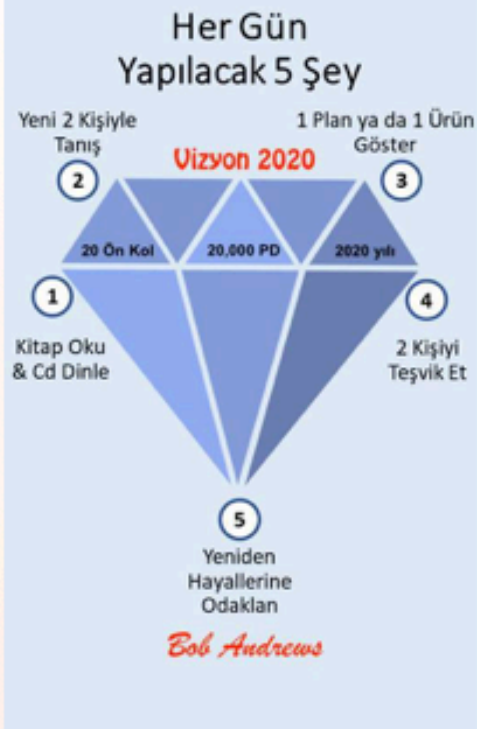 Her Gün
Yapılacak 5 Şey
Yeni 2 Kişiyle
Tanış
2
Vizyon 2020
1 Plan ya da 1 Ürün
Göster
3
20 Ön Kol
20,000 PD
2020 yılı
1
Kitap Oku
& Cd Dinle
4
2 Kişiyi
Teşvik Et
5
Yeniden
Hayallerine
Odaklan
Bob Andrews